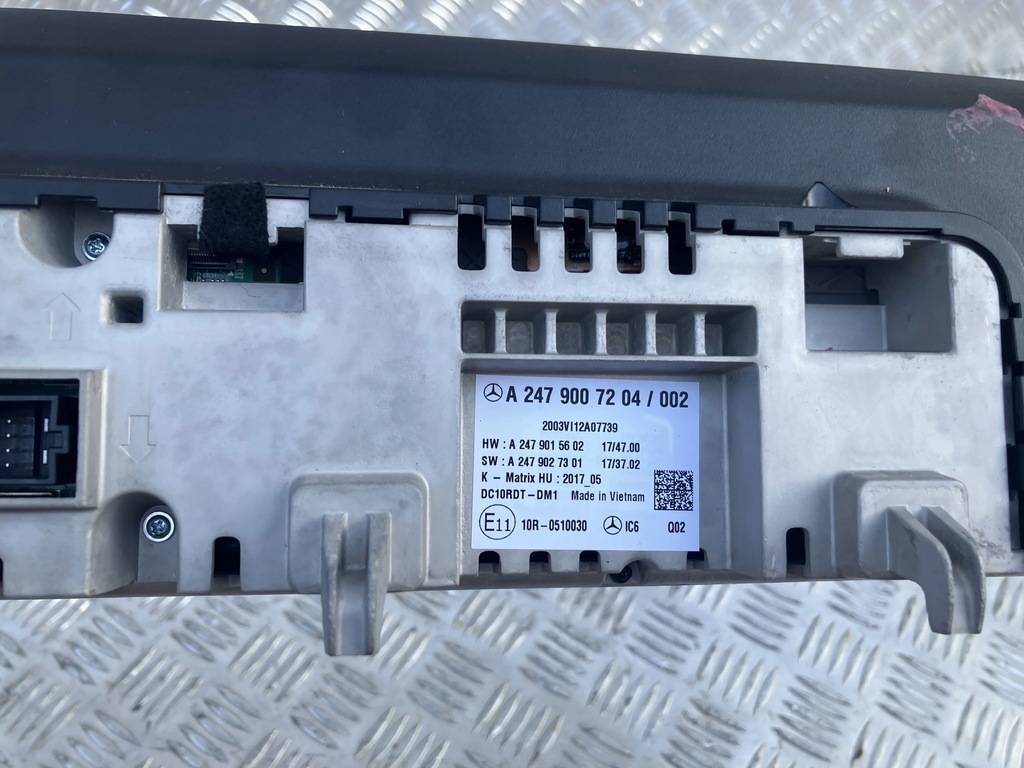 A 247 900 72 04 / 002
2003VI12A07739
HW : A 247 901 56 02 17/47.00
SW : A 247 902 73 01 17/37.02
K - Matrix HU : 2017_05
DC10RDT-DM1 Made in Vietnam
E11 10R-0510030 IC6 Q02